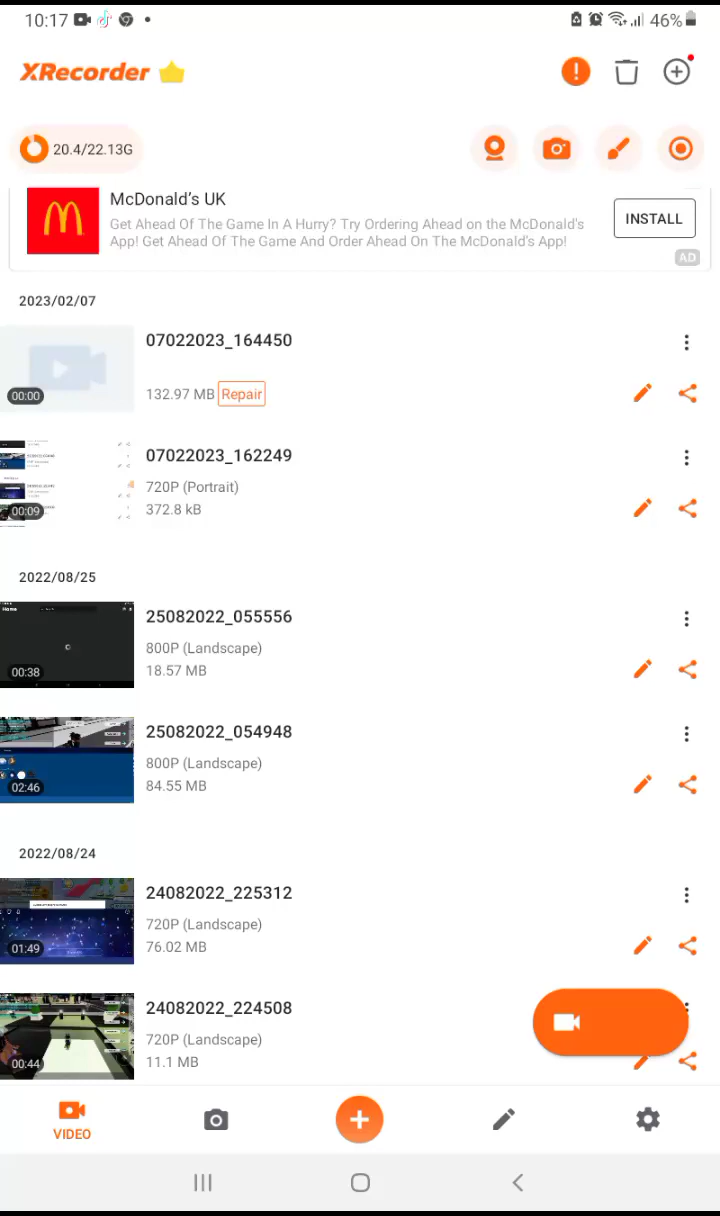 10:17
46%
XRecorder
20.4/22.13G
McDonald's UK
Get Ahead Of The Game In A Hurry? Try Ordering Ahead on the McDonald's
App! Get Ahead Of The Game And Order Ahead On The McDonald's App!
INSTALL
AD
2023/02/07
07022023_164450
00:00
132.97 MB Repair
07022023_162249
720P (Portrait)
00:09
372.8 kB
2022/08/25
25082022_055556
800P (Landscape)
00:38
18.57 MB
25082022_054948
800P (Landscape)
02:46
84.55 MB
2022/08/24
24082022_225312
720P (Landscape)
01:49
76.02 MB
24082022_224508
720P (Landscape)
00:44
11.1 MB
VIDEO